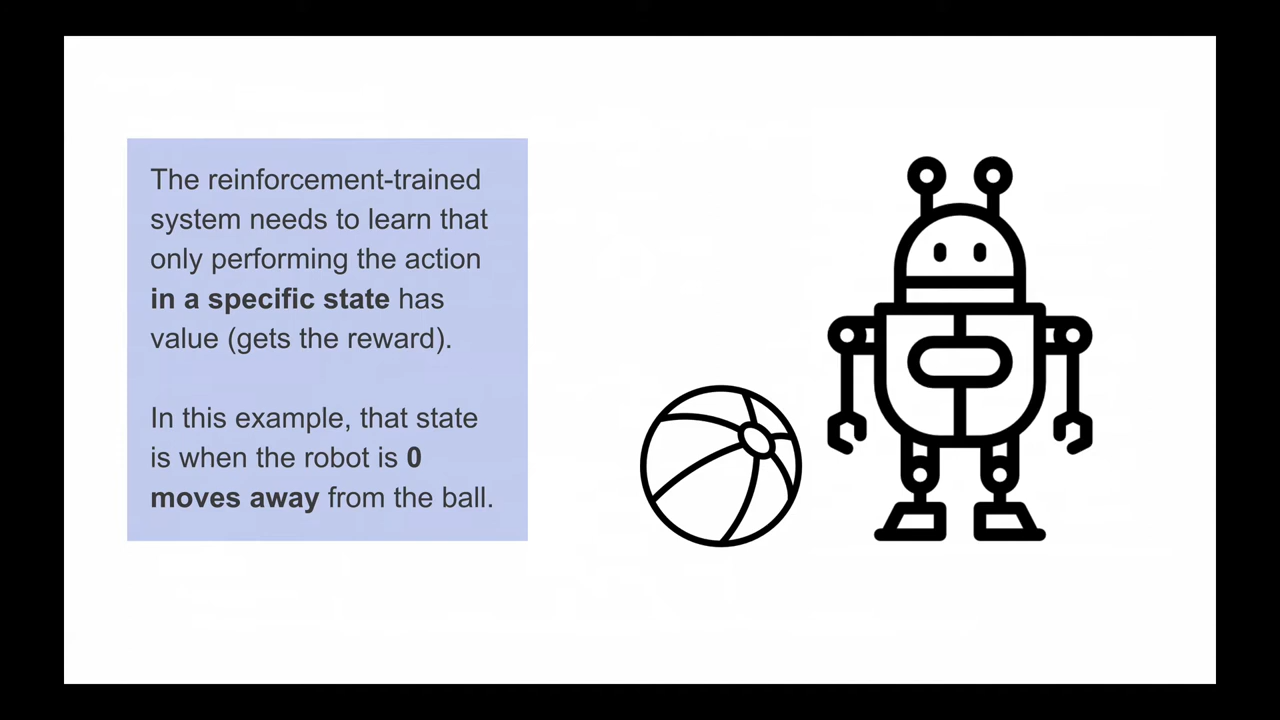 The reinforcement-trained
system needs to learn that
only performing the action
in a specific state has
value (gets the reward).
In this example, that state
is when the robot is 0
moves away from the ball.